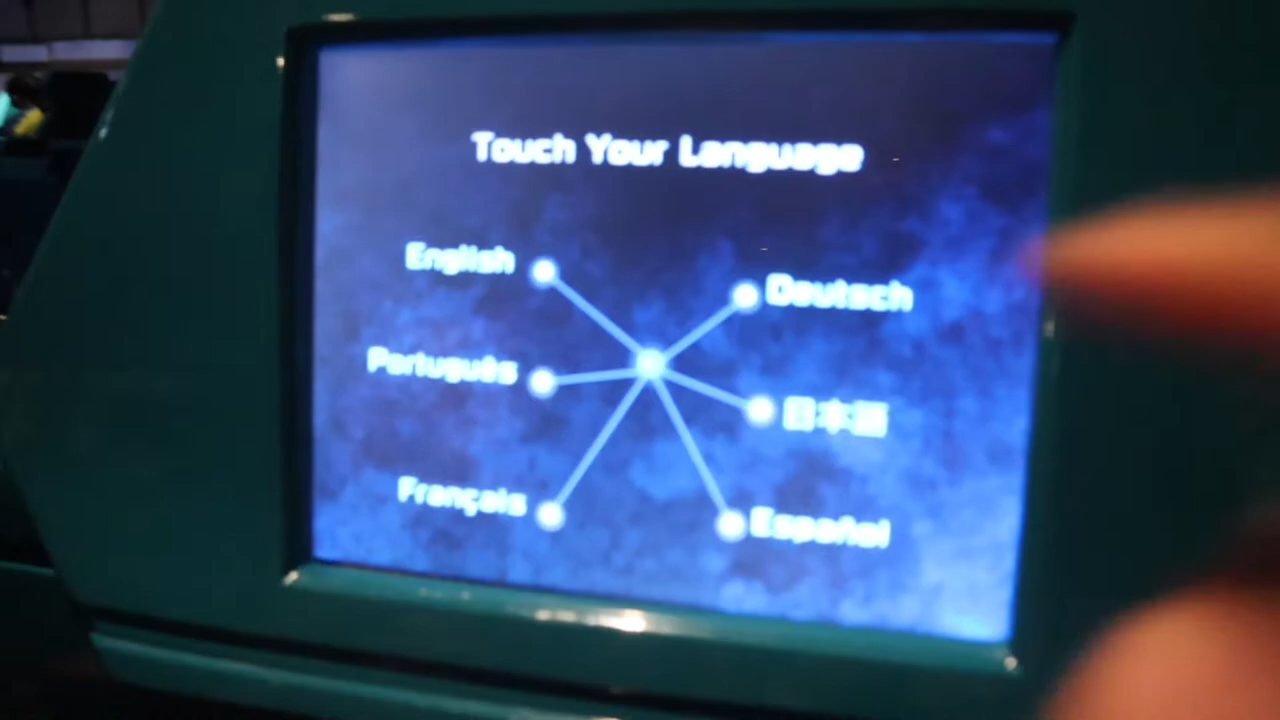 Touch Your Language
English
Deutsch
Português
日本語
Français
Español